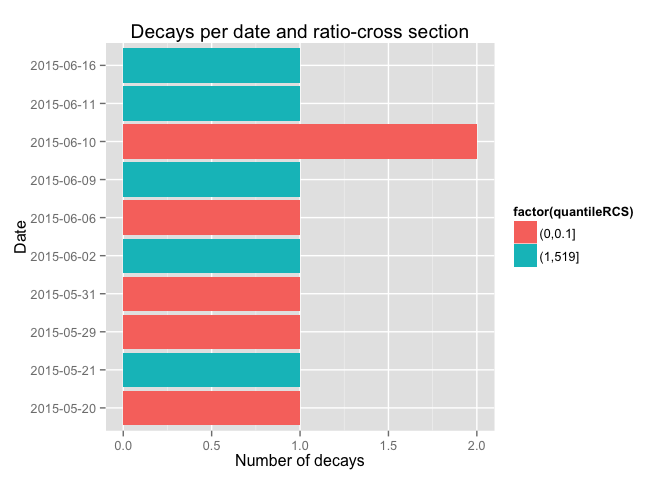 Decays per date and ratio-cross section
Date
2015-06-16
2015-06-11
2015-06-10
2015-06-09
2015-06-06
2015-06-02
2015-05-31
2015-05-29
2015-05-21
2015-05-20
0.0 0.5 1.0 1.5 2.0
Number of decays
factor(quantileRCS)
(0,0.1]
(1,519]